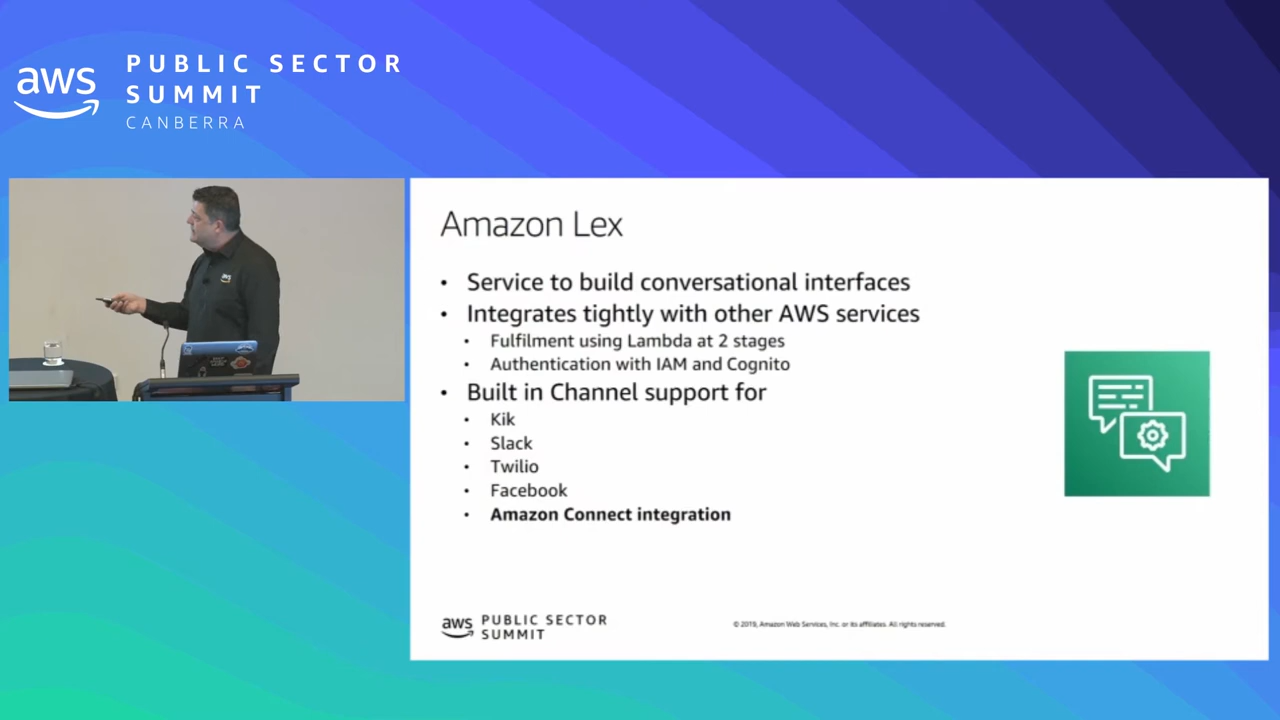 aws
PUBLIC SECTOR
SUMMIT
CANBERRA
Amazon Lex
• Service to build conversational interfaces
• Integrates tightly with other AWS services
• Fulfilment using Lambda at 2 stages
• Authentication with IAM and Cognito
• Built in Channel support for
• Kik
• Slack
• Twilio
• Facebook
• Amazon Connect integration
aws
PUBLIC SECTOR
SUMMIT
© 2019, Amazon Web Services, Inc. or its affiliates. All rights reserved.